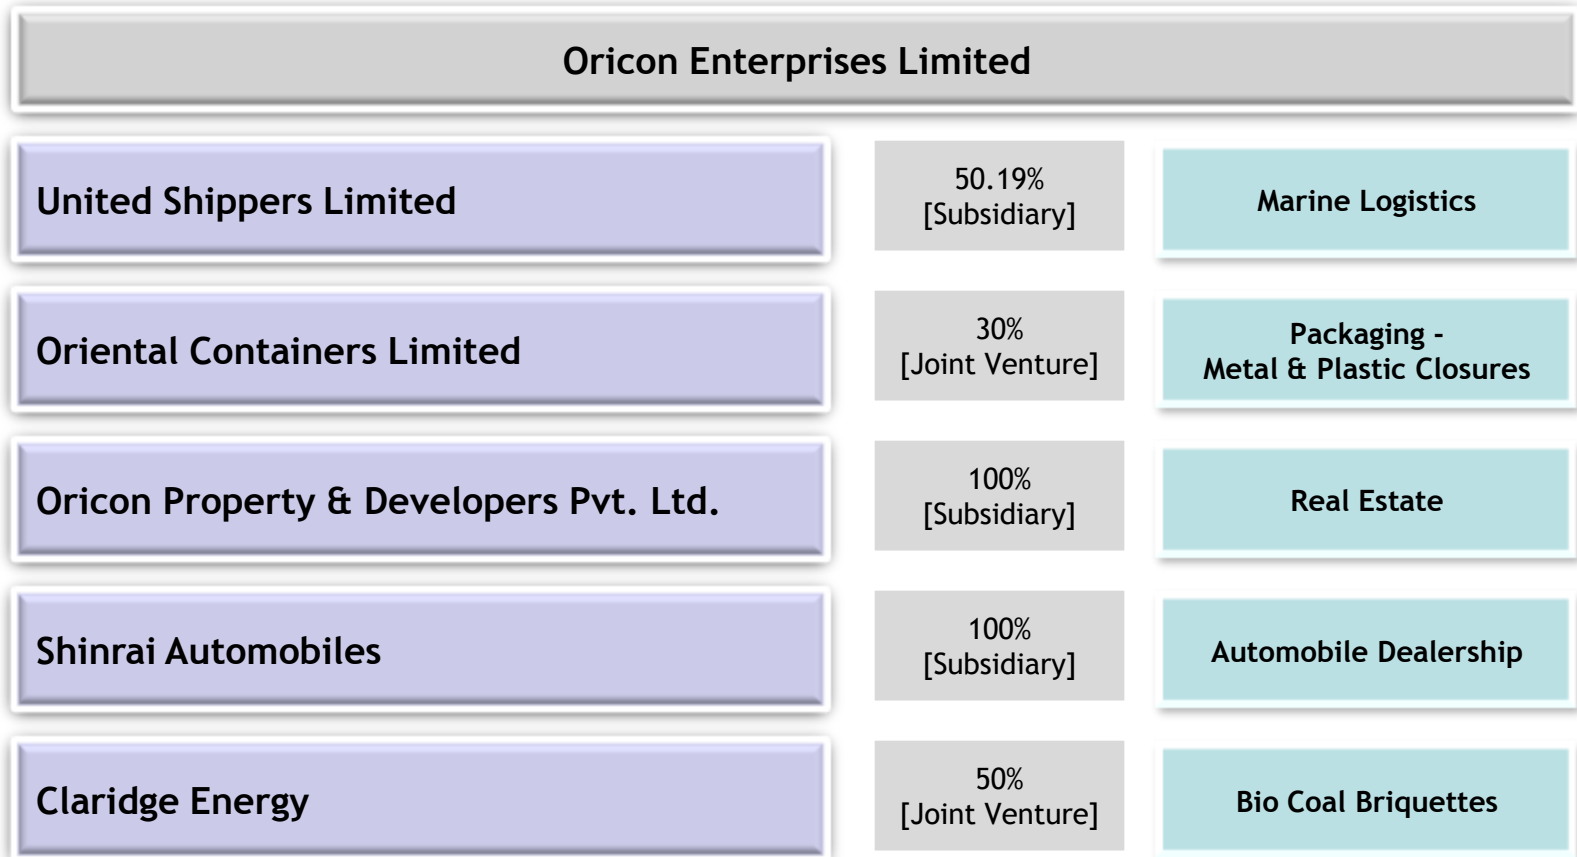 Oricon Enterprises Limited
United Shippers Limited
50.19%
[Subsidiary]
Marine Logistics
Oriental Containers Limited
30%
[Joint Venture]
Packaging -
Metal & Plastic Closures
Oricon Property & Developers Pvt. Ltd.
100%
[Subsidiary]
Real Estate
Shinrai Automobiles
100%
[Subsidiary]
Automobile Dealership
Claridge Energy
50%
[Joint Venture]
Bio Coal Briquettes